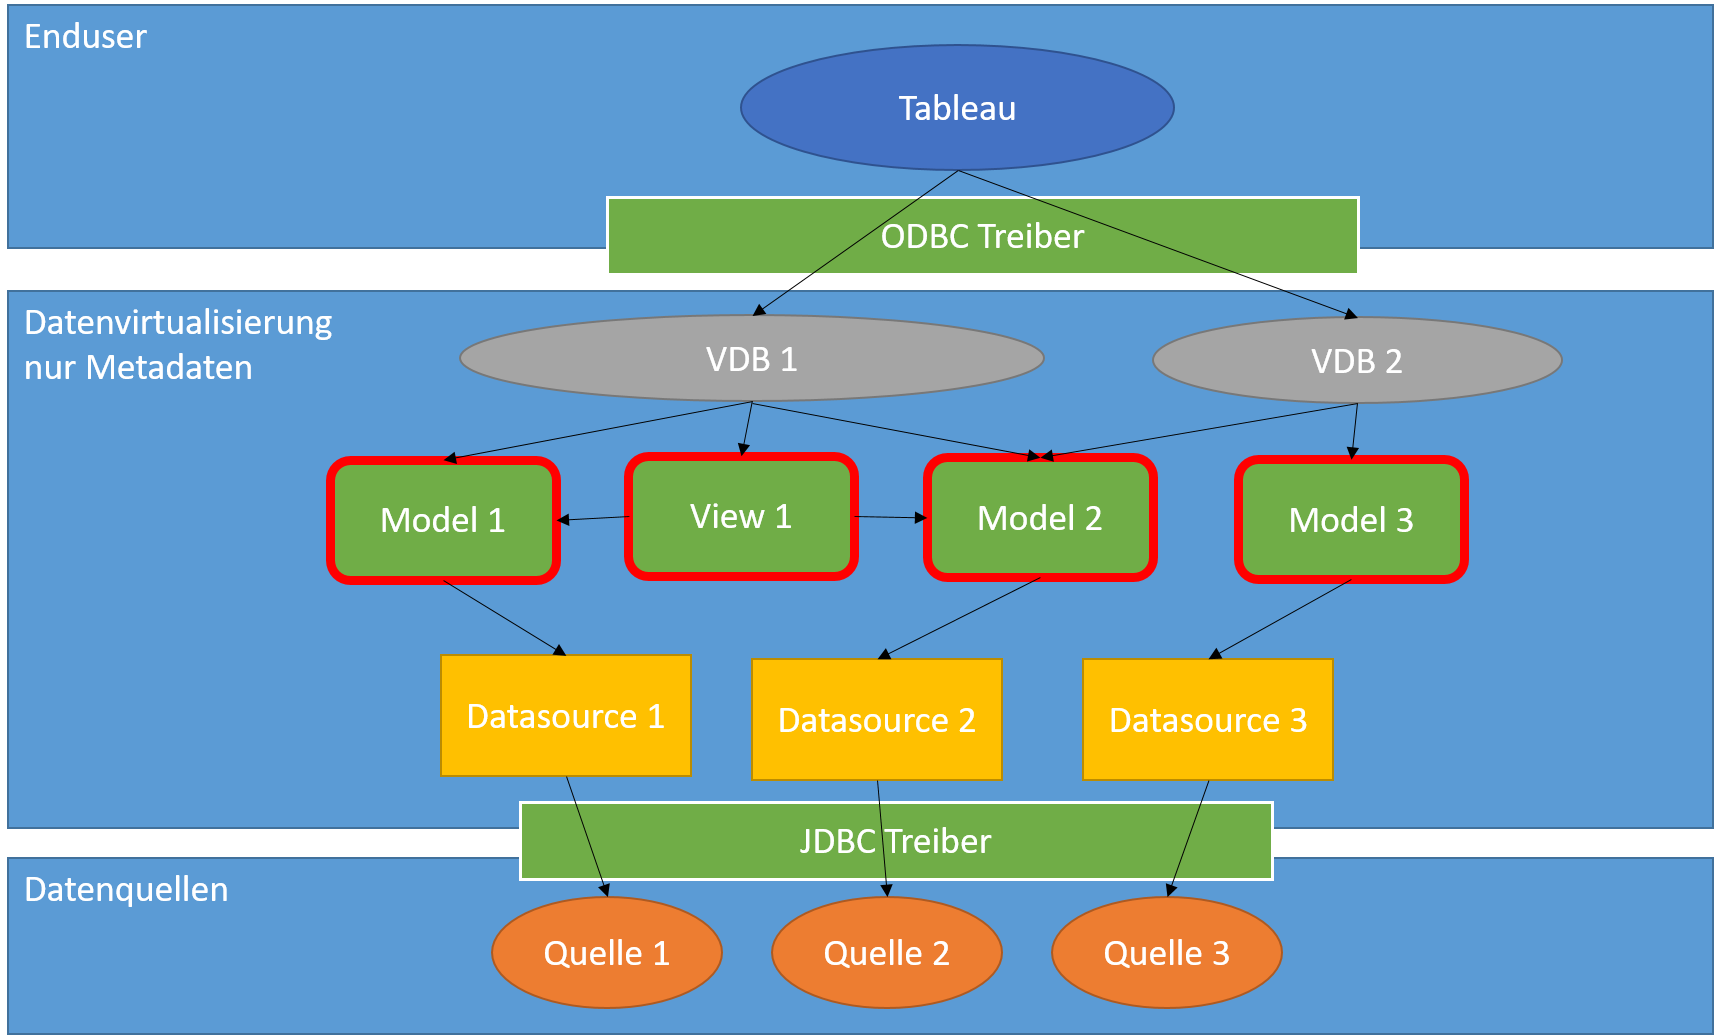 Enduser
Tableau
ODBC Treiber
Datenvirtualisierung
nur Metadaten
VDB 1
VDB 2
Model 1
View 1
Model 2
Model 3
Datasource 1
Datasource 2
Datasource 3
JDBC Treiber
Datenquellen
Quelle 1
Quelle 2
Quelle 3